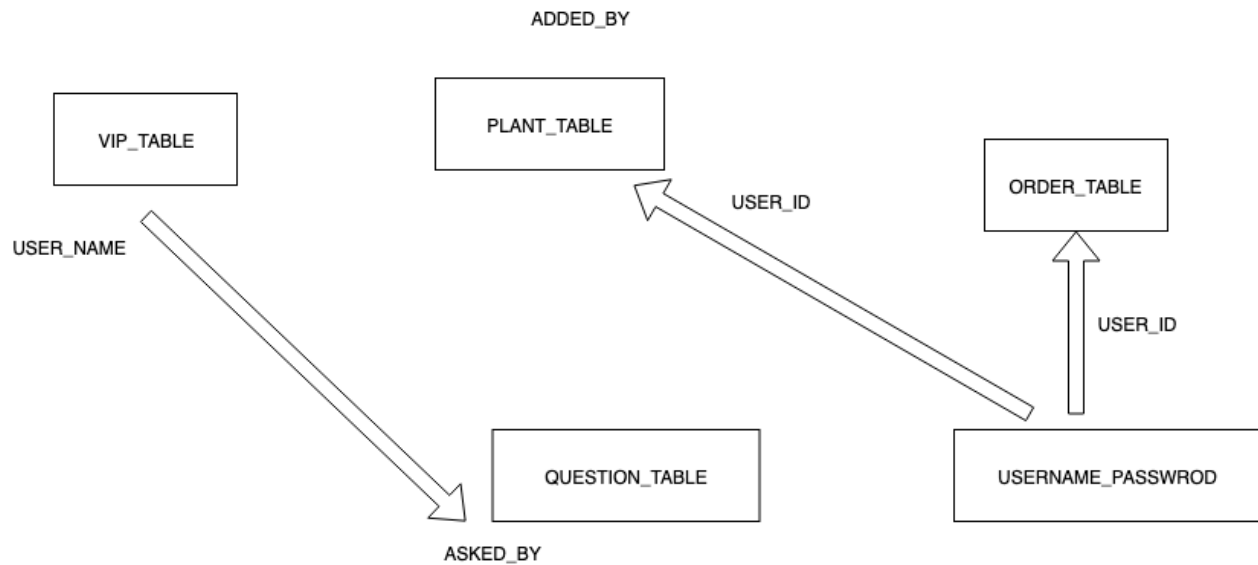 ADDED_BY
PLANT_TABLE
VIP_TABLE
ORDER_TABLE
USER_ID
USER_NAME
USER_ID
QUESTION_TABLE
USERNAME_PASSWROD
ASKED_BY